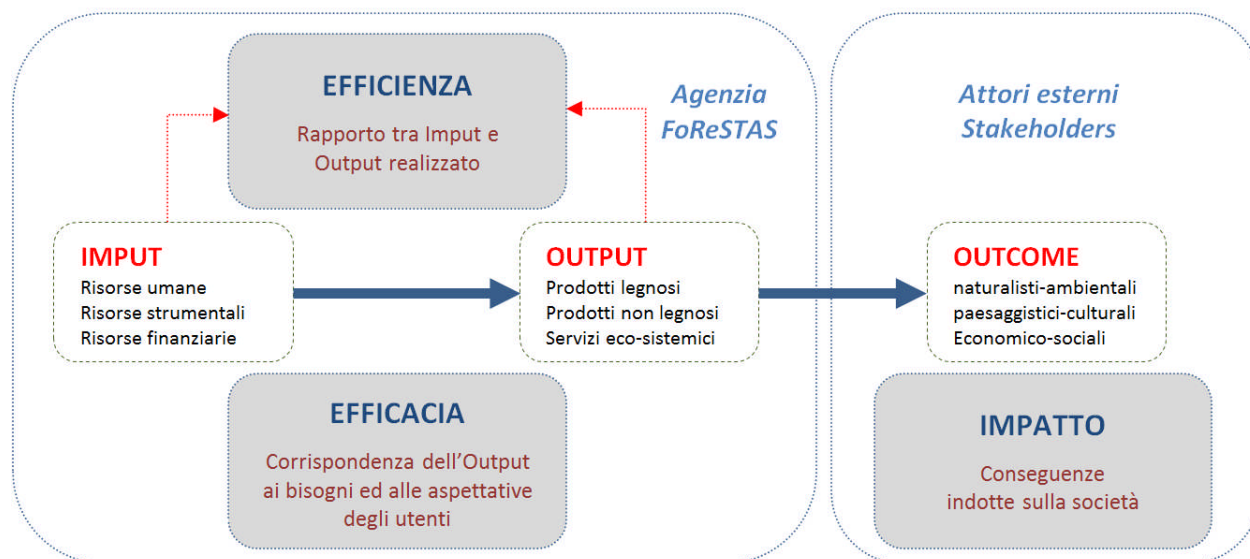 EFFICIENZA
Rapporto tra Imput e
Output realizzato
Agenzia
FoReSTAS
Attori esterni
Stakeholders
IMPUT
Risorse umane
Risorse strumentali
Risorse finanziarie
OUTPUT
Prodotti legnosi
Prodotti non legnosi
Servizi eco-sistemici
OUTCOME
naturalisti-ambientali
paesaggistici-culturali
Economico-sociali
EFFICACIA
Corrispondenza dell'Output
ai bisogni ed alle aspettative
degli utenti
IMPATTO
Conseguenze
indotte sulla società